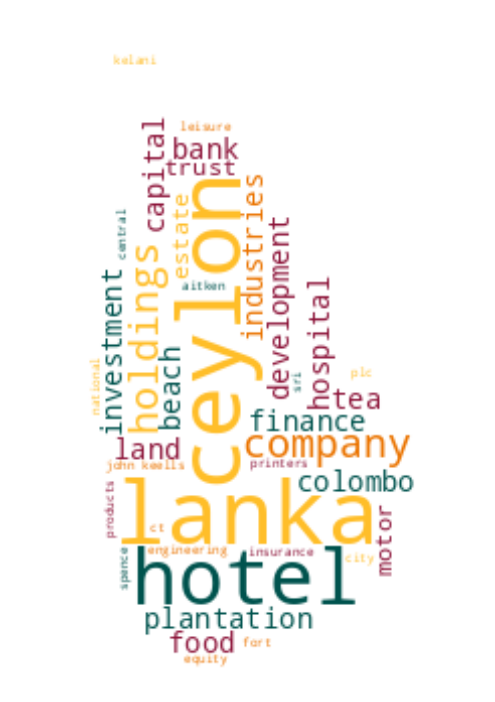 kelani
leisure
bank
trust
capital
estate
ceylon
industries
central
holdings
development
aitken
investment
beach
hospital
sri
plc
national
tea
finance
land
company
john keells
printers
colombo
products
lanka
ct
motor
engineering
insurance
city
spence
hotel
plantation
food
fort
equity